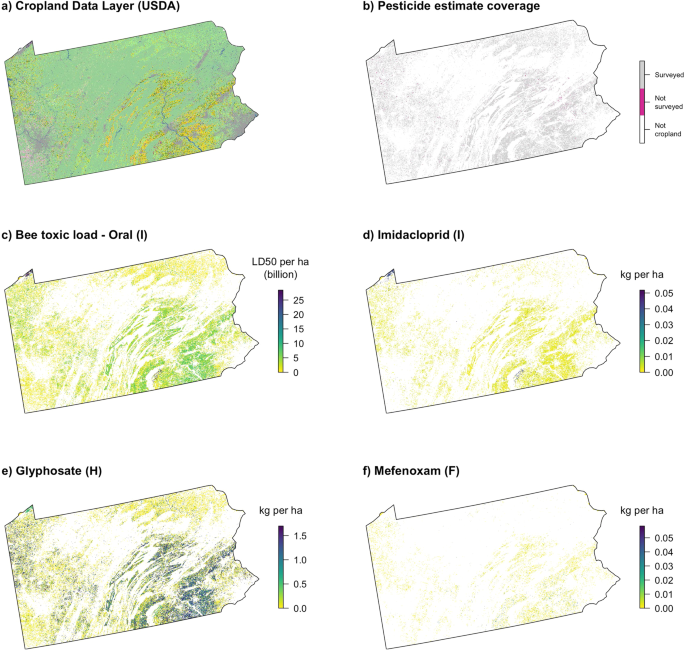 a) Cropland Data Layer (USDA)
b) Pesticide estimate coverage
Surveyed
Not
surveyed
Not
cropland
c) Bee toxic load - Oral (I)
LD50 per ha
(billion)
25
20
15
10
5
0
d) Imidacloprid (I)
kg per ha
0.05
0.04
0.03
0.02
0.01
0.00
e) Glyphosate (H)
kg per ha
1.5
1.0
0.5
0.0
f) Mefenoxam (F)
kg per ha
0.05
0.04
0.03
0.02
0.01
0.00